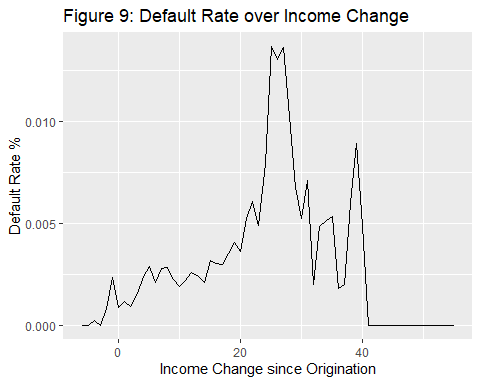 Figure 9: Default Rate over Income Change
Default Rate %
0.010
0.005
0.000
0 20 40
Income Change since Origination